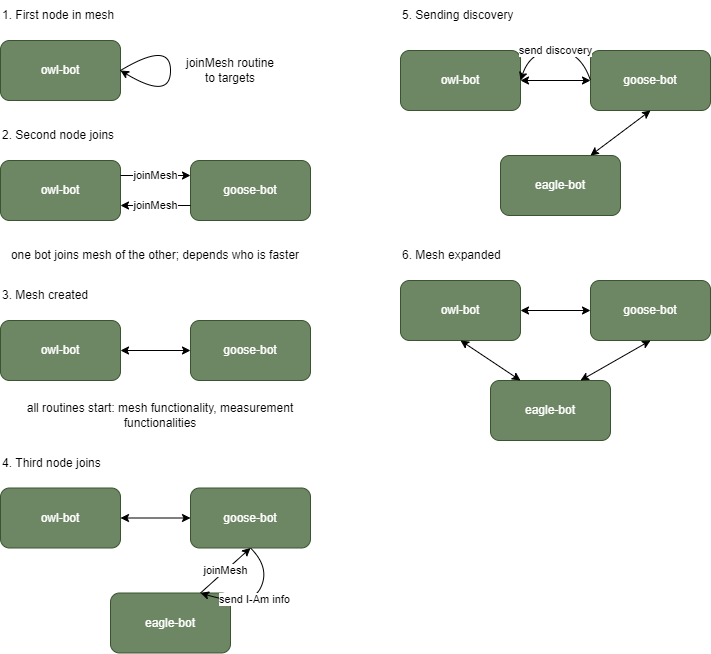 1. First node in mesh
owl-bot
joinMesh routine
to targets
2. Second node joins
owl-bot
joinMesh
joinMesh
goose-bot
one bot joins mesh of the other; depends who is faster
3. Mesh created
owl-bot
goose-bot
all routines start: mesh functionality, measurement
functionalities
4. Third node joins
owl-bot
goose-bot
joinMesh
send I-Am info
eagle-bot
5. Sending discovery
send discovery
owl-bot
goose-bot
eagle-bot
6. Mesh expanded
owl-bot
goose-bot
eagle-bot